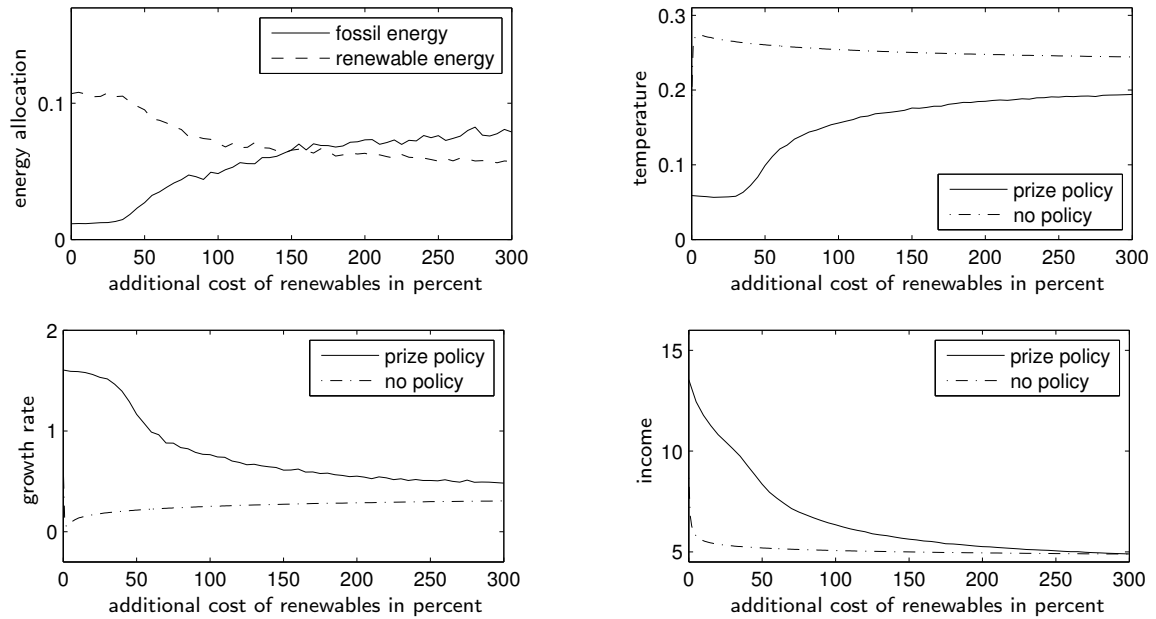 energy allocation
0.1
0
fossil energy
renewable energy
0 50 100 150 200 250 300
additional cost of renewables in percent
temperature
0.3
0.2
0.1
0
prize policy
no policy
0 50 100 150 200 250 300
additional cost of renewables in percent
growth rate
2
1
0
prize policy
no policy
0 50 100 150 200 250 300
additional cost of renewables in percent
income
15
10
5
prize policy
no policy
0 50 100 150 200 250 300
additional cost of renewables in percent